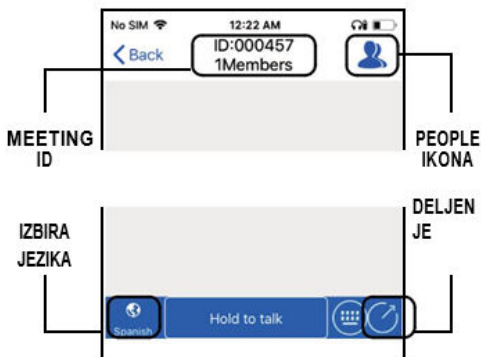 No SIM 12:22 AM
Back
ID:000457
1Members
MEETING
ID
PEOPLE
IKONA
IZBIRA
JEZIKA
DELJEN
JE
Spanish
Hold to talk